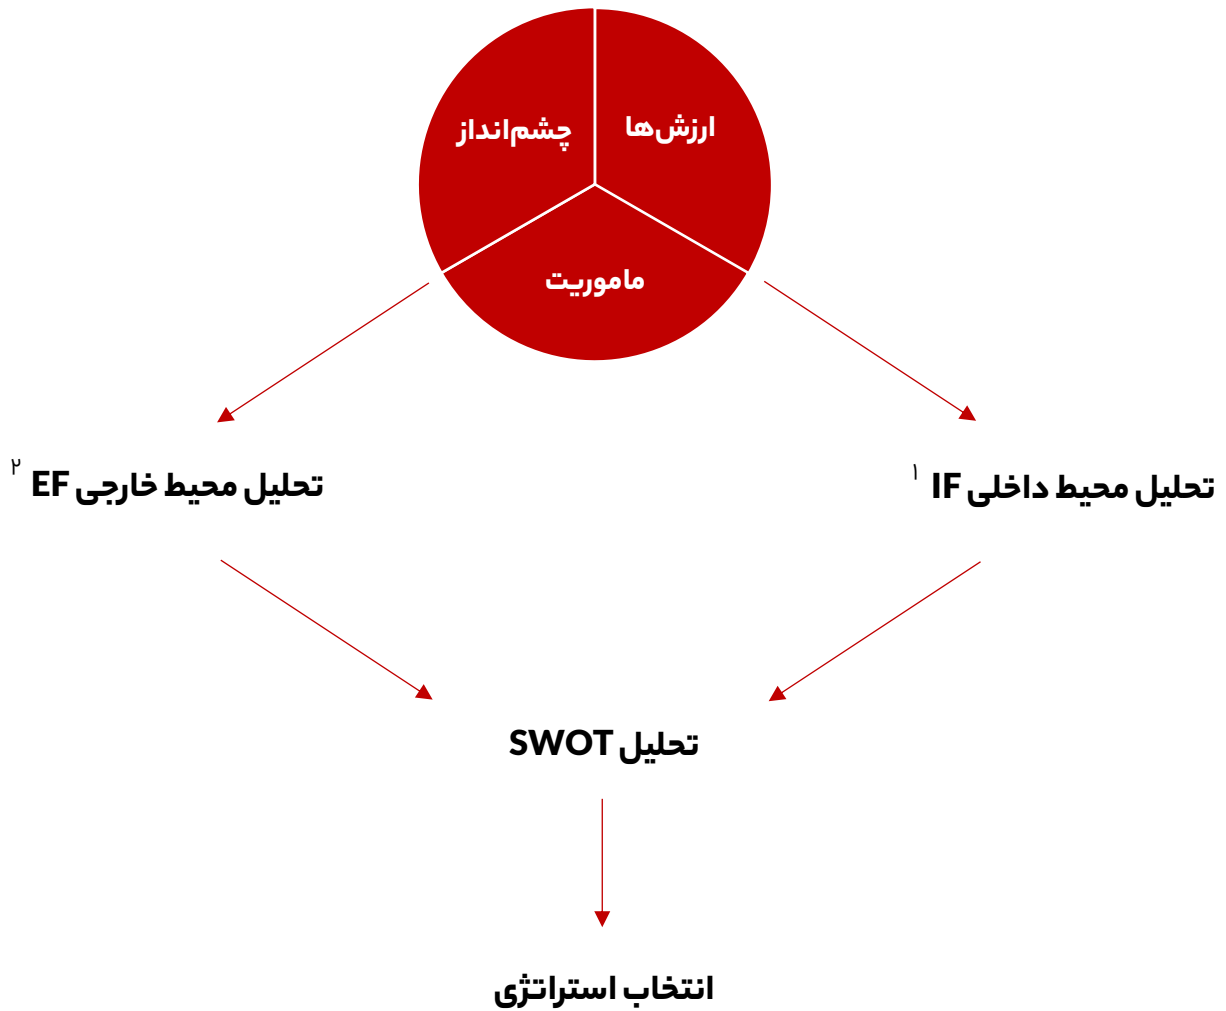 ارزش‌ها
چشم‌انداز
ماموریت
تحلیل محیط داخلی IF ۱
تحلیل محیط خارجی EF ۲
تحلیل SWOT
انتخاب استراتژی